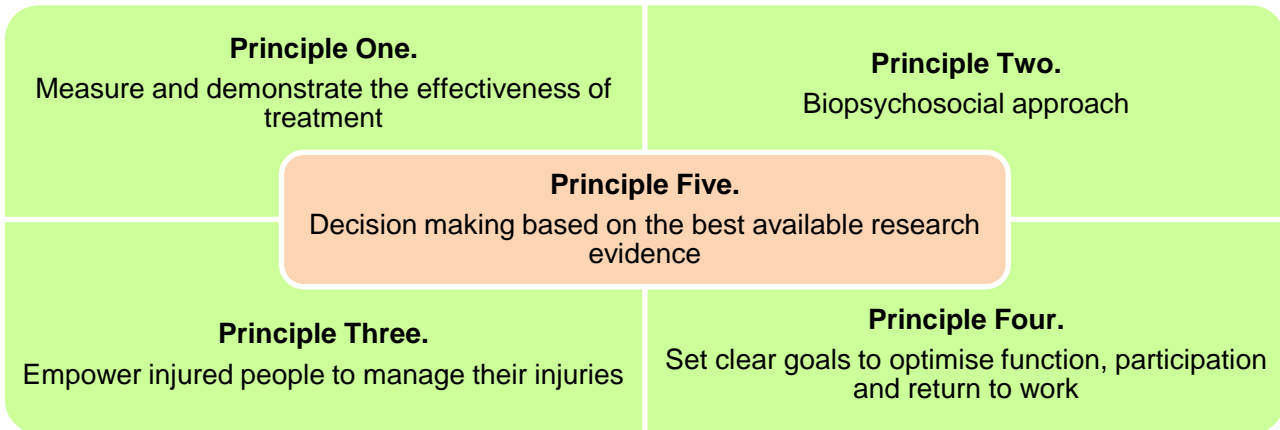 Principle One.
Measure and demonstrate the effectiveness of
treatment
Principle Two.
Biopsychosocial approach
Principle Five.
Decision making based on the best available research
evidence
Principle Three.
Empower injured people to manage their injuries
Principle Four.
Set clear goals to optimise function, participation
and return to work